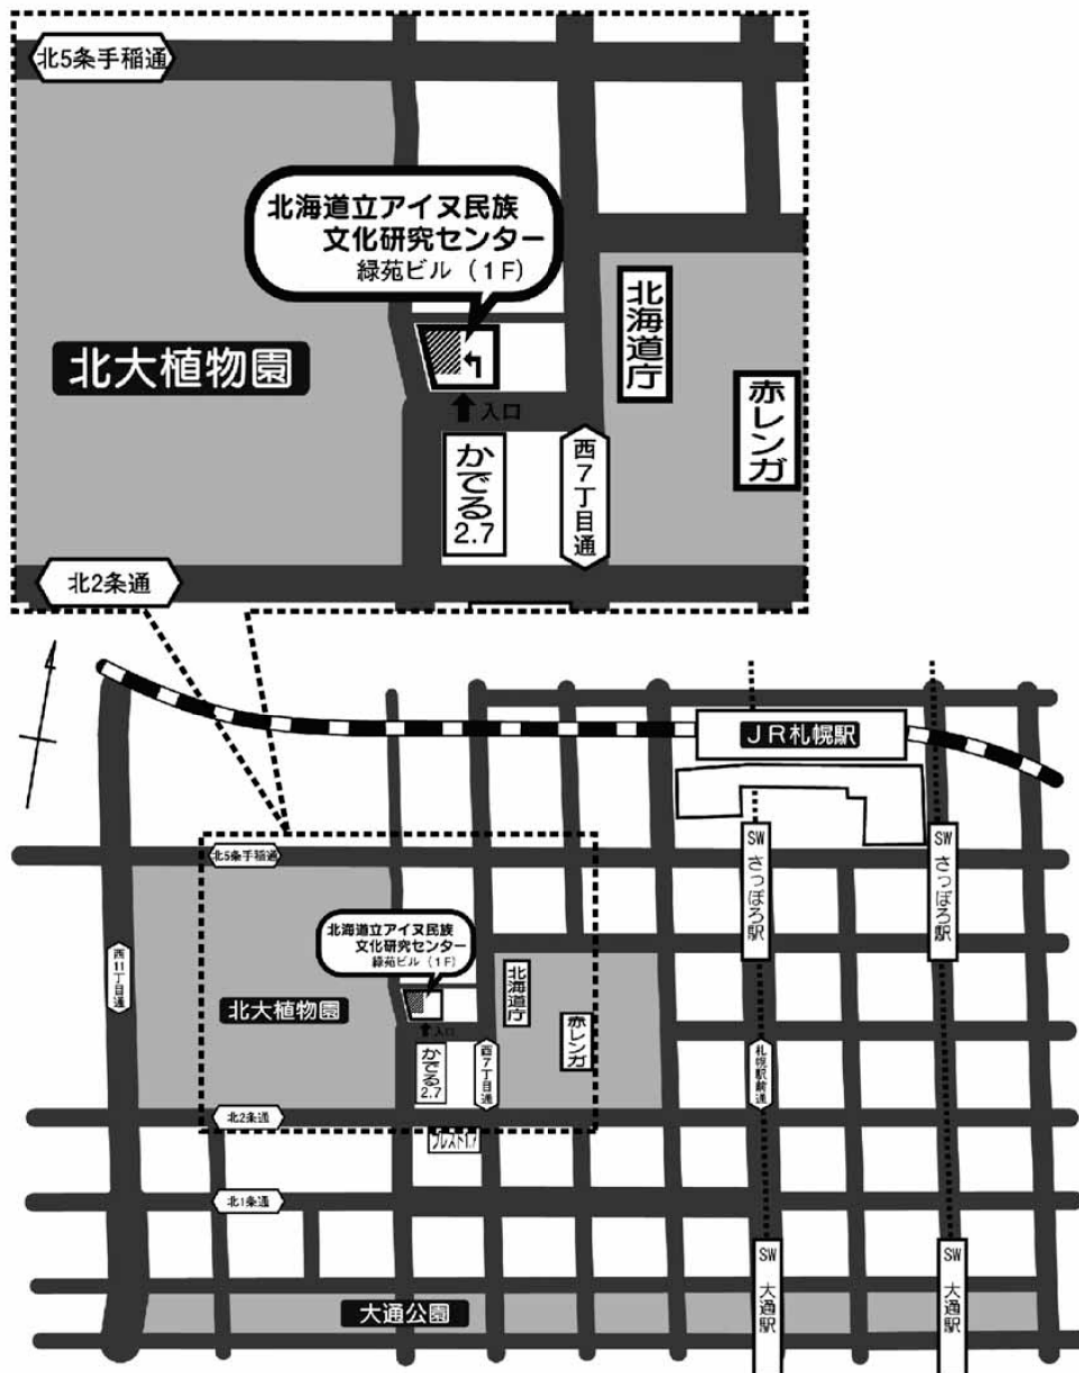 北5条手稲通
北海道立アイヌ民族
文化研究センター
緑苑ビル（1F）
北大植物園
北海道庁
赤レンガ
入口
かでる
2.7
西7丁目通
北2条通
JR札幌駅
北5条手稲通
SW さっぽろ駅
SW さっぽろ駅
北海道立アイヌ民族
文化研究センター
緑苑ビル（1F）
西11丁目通
北大植物園
北海道庁
赤レンガ
入口
かでる
2.7
西7丁目通
札幌駅前通
北2条通
プレスト1.7
北1条通
SW 大通駅
SW 大通駅
大通公園